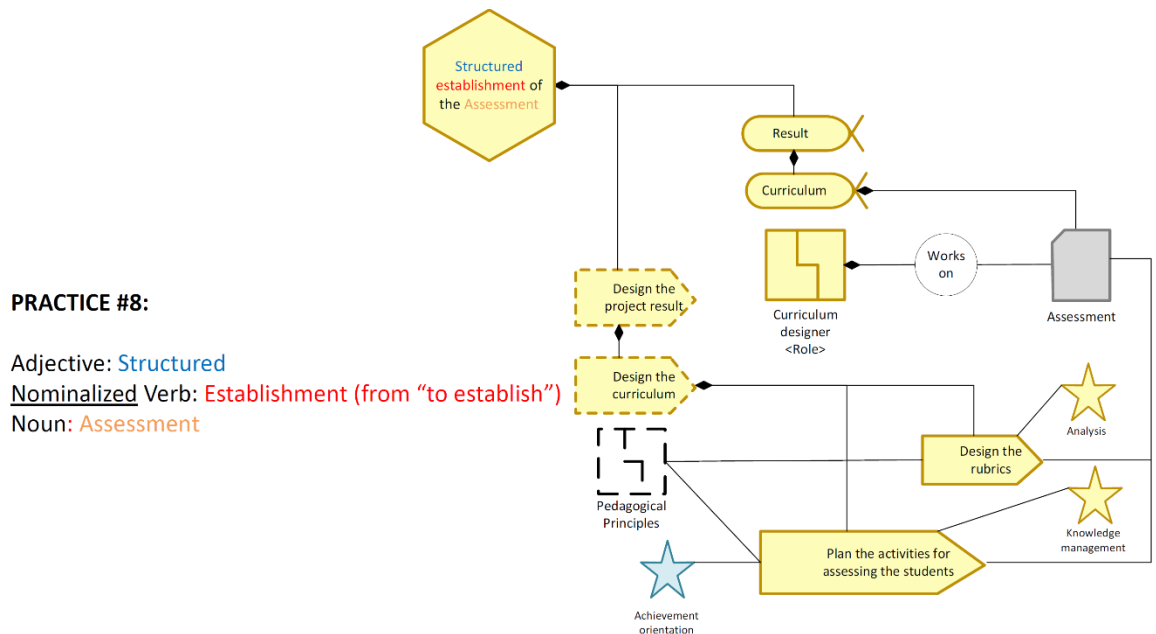 Structured
establishment of
the Assessment
Result
Curriculum
Works
on
Curriculum
designer
<Role>
Assessment
Design the
project result
PRACTICE #8:
Adjective: Structured
Nominalized Verb: Establishment (from “to establish”)
Noun: Assessment
Design the
curriculum
Analysis
Design the
rubrics
Pedagogical
Principles
Knowledge
management
Plan the activities for
assessing the students
Achievement
orientation